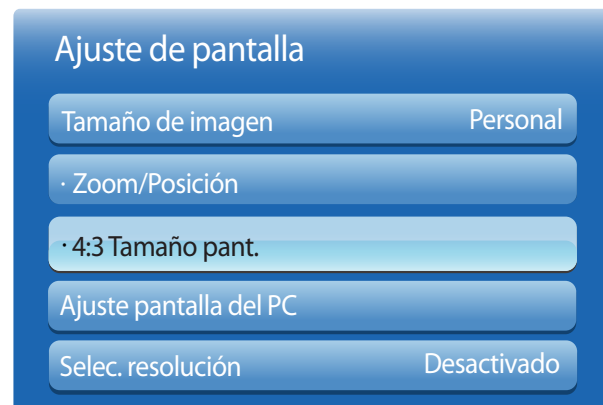 Ajuste de pantalla
Tamaño de imagen Personal
· Zoom/Posición
· 4:3 Tamaño pant.
Ajuste pantalla del PC
Selec. resolución Desactivado